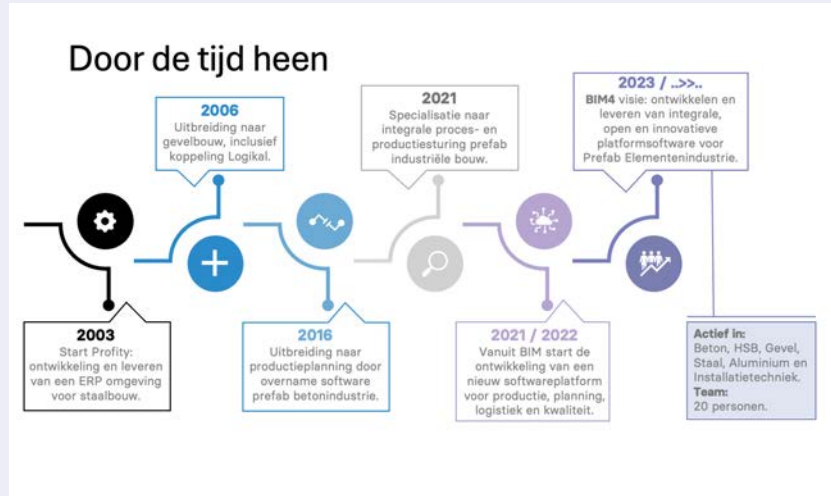 Door de tijd heen
2003
Start Profity:
ontwikkeling en leveren
van een ERP omgeving
voor staalbouw.
2006
Uitbreiding naar
gevelbouw, inclusief
koppeling Logikal.
2016
Uitbreiding naar
productieplanning door
overname software
prefab betonindustrie.
2021
Specialisatie naar
integrale proces- en
productiesturing prefab
industriële bouw.
2021 / 2022
Vanuit BIM start de
ontwikkeling van een
nieuw softwareplatform
voor productie, planning,
logistiek en kwaliteit.
2023 / ..>>..
BIM4 visie: ontwikkelen en
leveren van integrale,
open en innovatieve
platformsoftware voor
Prefab Elementenindustrie.
Actief in:
Beton, HSB, Gevel,
Staal, Aluminium en
Installatietechniek.
Team:
20 personen.